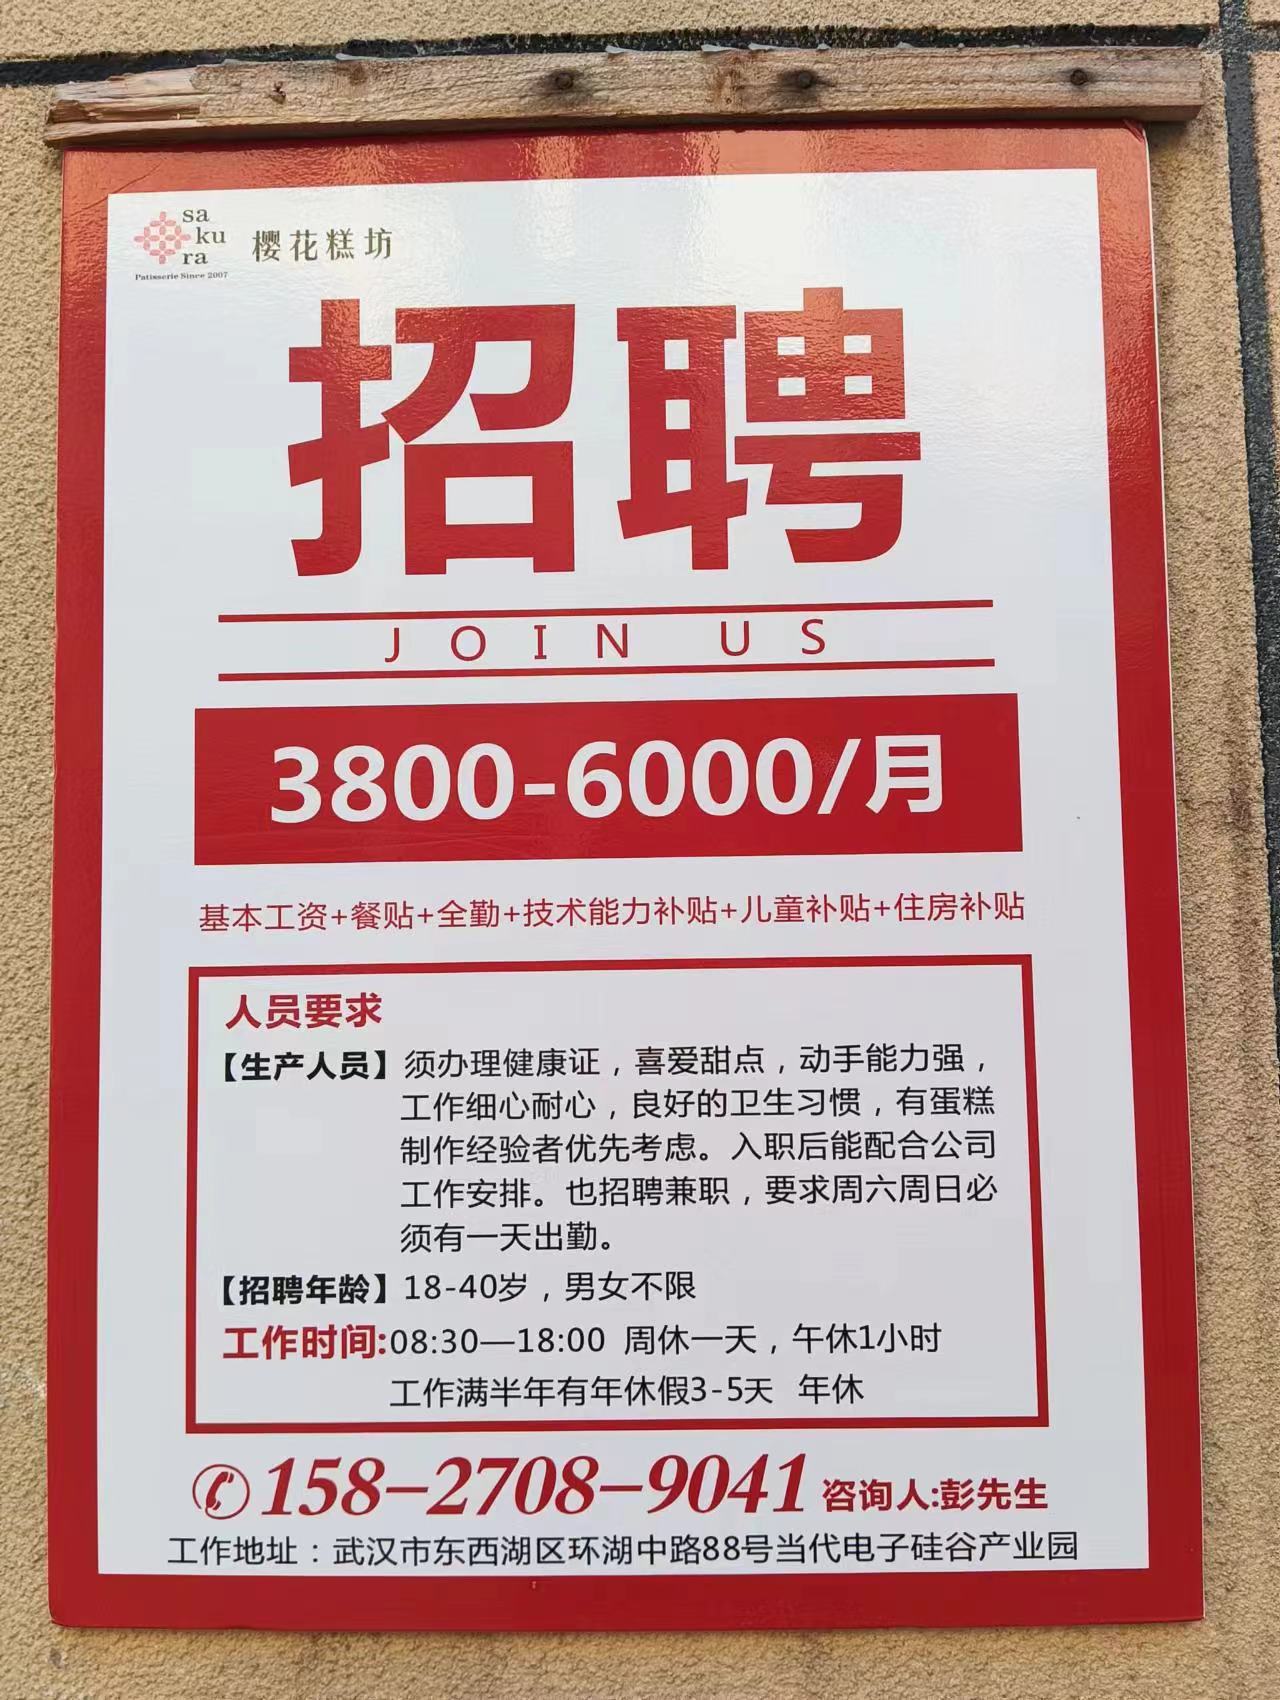 sa
ku
ra
Patisserie Since 2007
樱花糕坊
招聘
JOIN US
3800-6000/月
基本工资+餐贴+全勤+技术能力补贴+儿童补贴+住房补贴
人员要求
【生产人员】须办理健康证，喜爱甜点，动手能力强，
工作细心耐心，良好的卫生习惯，有蛋糕
制作经验者优先考虑。入职后能配合公司
工作安排。也招聘兼职，要求周六周日必
须有一天出勤。
【招聘年龄】18-40岁，男女不限
工作时间:08:30—18:00 周休一天，午休1小时
工作满半年有年休假3-5天 年休
158-2708-9041 咨询人:彭先生
工作地址：武汉市东西湖区环湖中路88号当代电子硅谷产业园